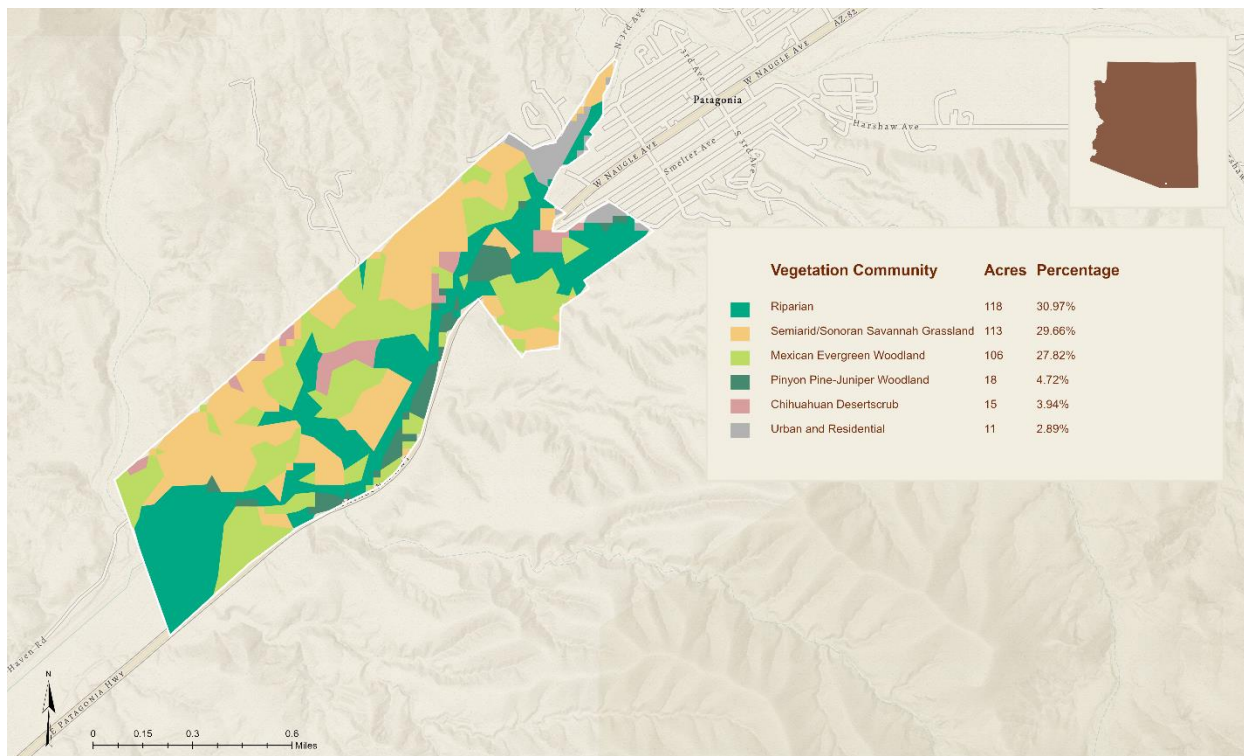 N 3rd Ave
W NAUGLE AVE
AZ-82
3rd Ave
Patagonia
Harshaw Ave
W NAUGLE AVE
Smelter Ave
S 3rd Ave
Vegetation Community Acres Percentage
Riparian 118 30.97%
Semiarid/Sonoran Savannah Grassland 113 29.66%
Mexican Evergreen Woodland 106 27.82%
Pinyon Pine-Juniper Woodland 18 4.72%
Chihuahuan Desertscrub 15 3.94%
Urban and Residential 11 2.89%
Haven Rd
E PATAGONIA HWY
N
0 0.15 0.3 0.6
Miles